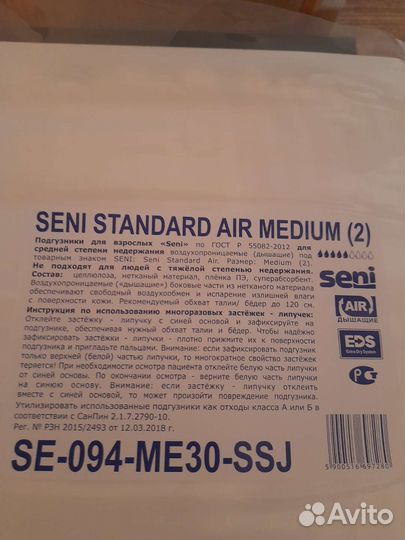 SENI STANDARD AIR MEDIUM (2)
Подгузники для взрослых «Seni» по ГОСТ Р 55082-2012 для
средней степени недержания воздухопроницаемые (дышащие) под
товарным знаком SENI: Seni Standard Air. Размер: Medium (2).
Не подходят для людей с тяжёлой степенью недержания.
Состав: целлюлоза, нетканый материал, плёнка ПЭ, суперабсорбент.
Воздухопроницаемые («дышащие») боковые части из нетканого материала
обеспечивают свободный воздухообмен и испарение излишней влаги
с поверхности кожи. Рекомендуемый обхват талии/ бёдер до 120 см.
Инструкция по использованию многоразовых застёжек - липучек:
Отклейте застёжку - липучку с синей основой и зафиксируйте на
подгузнике, обеспечивая нужный обхват талии и бёдер. Чтобы надёжно
зафиксировать застёжки - липучки - плотно прижмите их к поверхности
подгузника и пригладьте пальцами. Внимание: если зафиксировать подгузник
только верхней (белой) частью липучки, то многократное свойство застежек
теряется! При необходимости осмотра пациента отклейте белую часть липучки
от синей основы. По окончании осмотра - верните белую часть липучки
на синюю основу. Внимание: если застёжку - липучку отклеить
вместе с синей основой, то может произойти повреждение подгузника.
Утилизировать использованные подгузники как отходы класса А или Б в
соответствии с СанПин 2.1.7.2790-10.
Рег. № РЗН 2015/2493 от 12.03.2018 г.
SE-094-ME30-SSJ
seni
AIR
ДЫШАЩИЕ
EDS
Extra Dry System
5900516697280
Avito